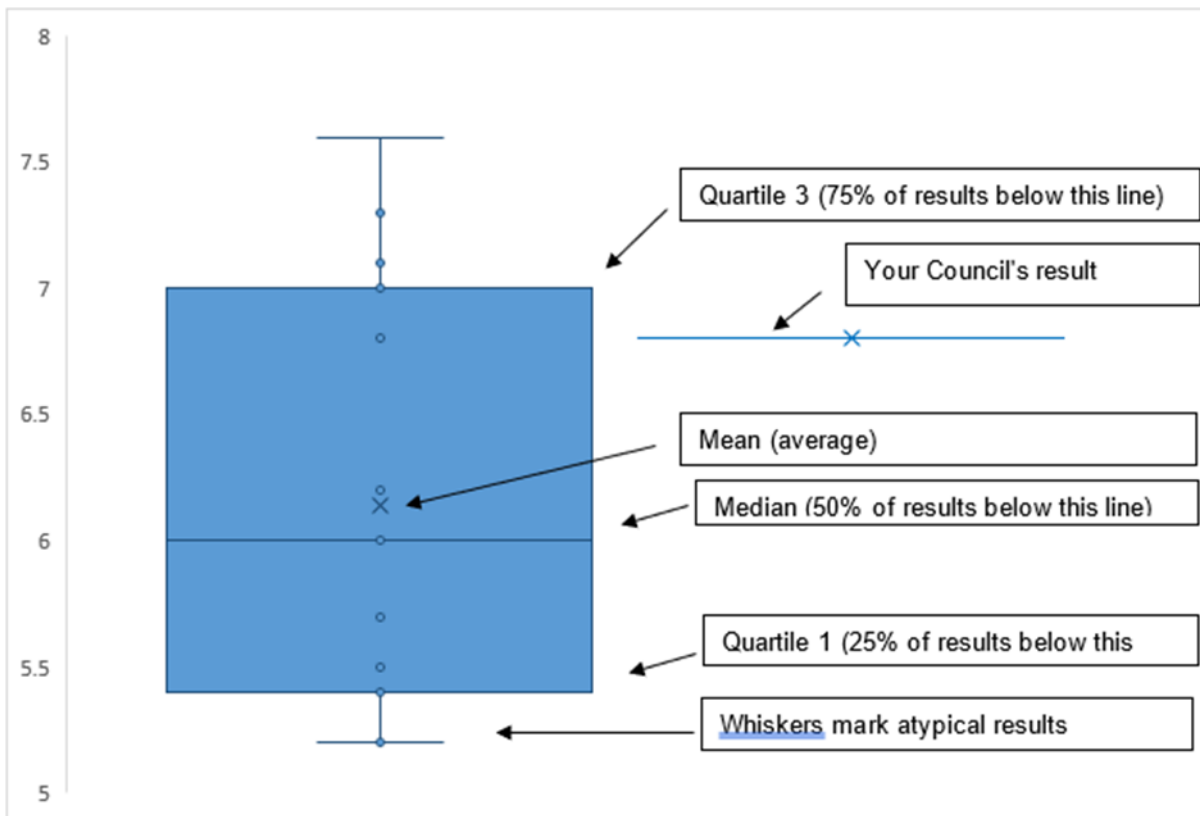 8
7.5
Quartile 3 (75% of results below this line)
Your Council's result
7
6.5
Mean (average)
Median (50% of results below this line)
6
Quartile 1 (25% of results below this
5.5
Whiskers mark atypical results
5